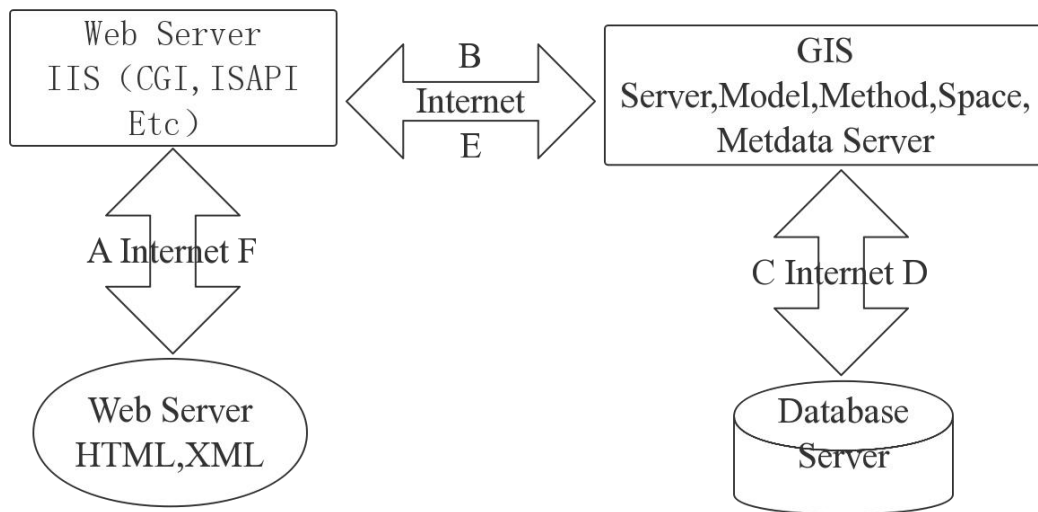 Web Server
IIS（CGI,ISAPI
Etc）
B
Internet
E
GIS
Server,Model,Method,Space,
Metdata Server
A Internet F
C Internet D
Web Server
HTML,XML
Database
Server